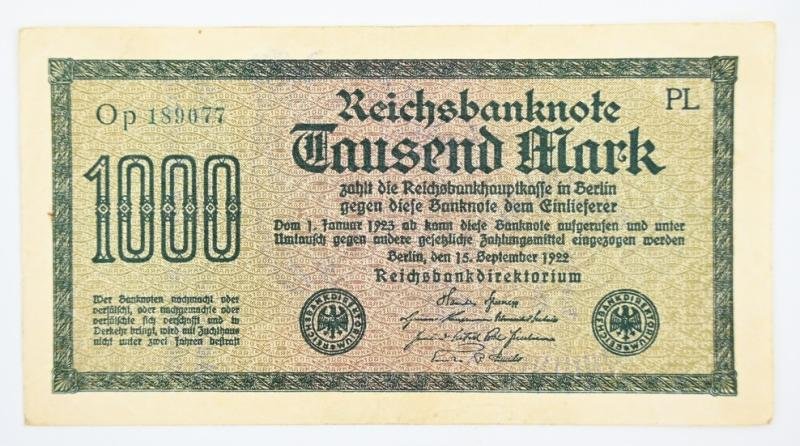 Op 189077
Reichsbanknote
PL
1000
Tausend Mark
zahlt die Reichsbankhauptkasse in Berlin
gegen diese Banknote dem Einlieferer
Vom 1. Januar 1923 ab kann diese Banknote aufgerufen und unter
Umtausch gegen andere gesetzliche Zahlungsmittel eingezogen werden
Berlin, den 15. September 1922
Reichsbankdirektorium
Wer Banknoten nachmacht oder
verfälscht, oder nachgemachte oder
verfälschte sich verschafft und in
Verkehr bringt, wird mit Zuchthaus
nicht unter zwei Jahren bestraft
REICHSBANKDIREKTORIUM
REICHSBANKDIREKTORIUM